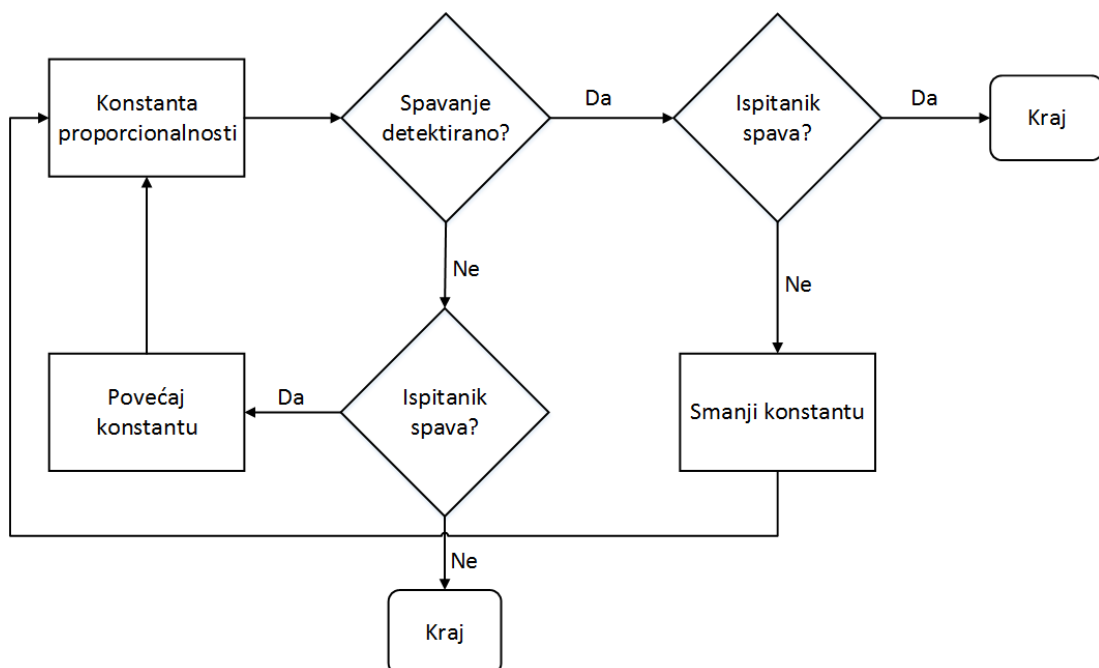 Konstanta
proporcionalnosti
Spavanje
detektirano?
Da
Ispitanik
spava?
Da
Kraj
Ne
Ne
Povećaj
konstantu
Da
Ispitanik
spava?
Smanji konstantu
Ne
Kraj